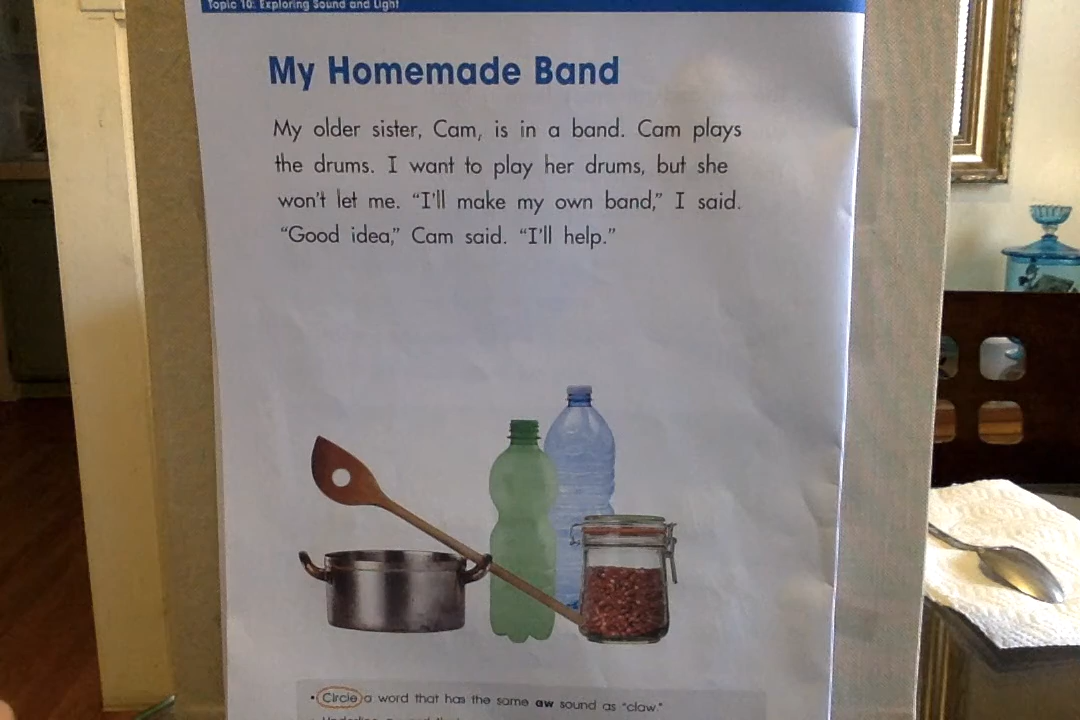 Topic 10: Exploring Sound and Light
My Homemade Band
My older sister, Cam, is in a band. Cam plays
the drums. I want to play her drums, but she
won't let me. “I'll make my own band,” I said.
“Good idea,” Cam said. “I'll help.”
• Circle a word that has the same aw sound as “claw.”